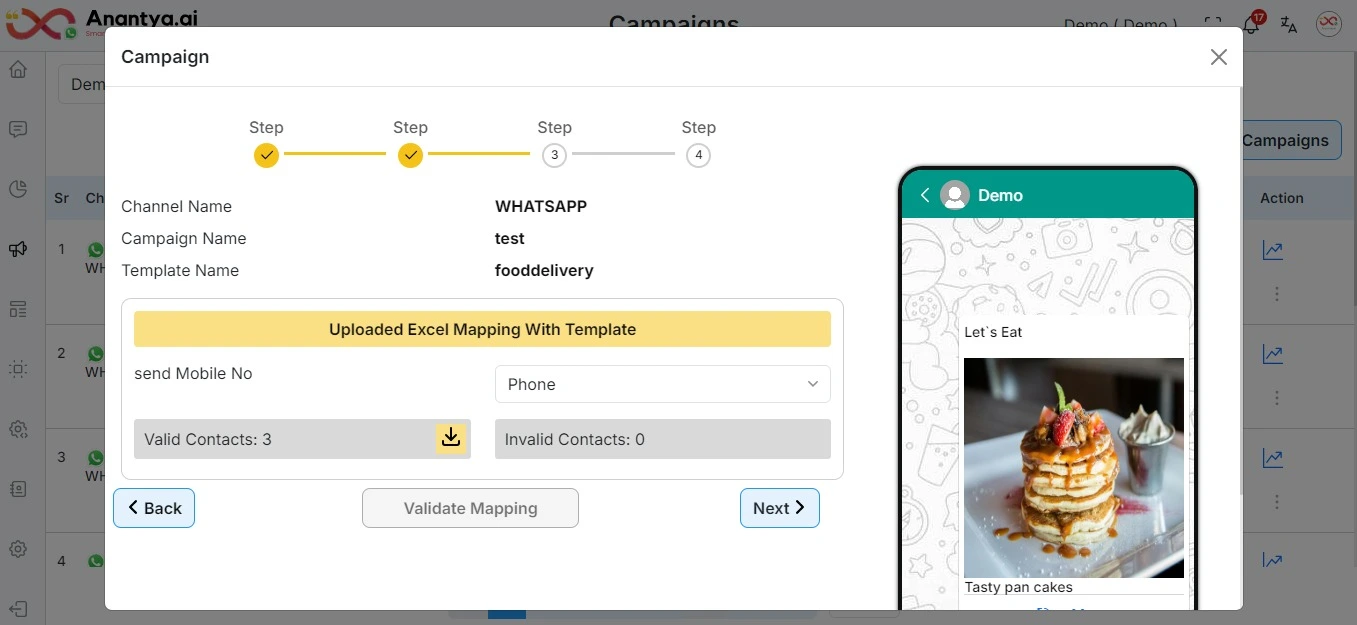 Anantya.ai
Campaigns
Demo ( Demo )
17
Campaign
Dem
Campaigns
Step
Step
Step
Step
3
4
Sr
Ch
Action
Channel Name
WHATSAPP
Campaign Name
test
Template Name
fooddelivery
Demo
1
WH
Uploaded Excel Mapping With Template
Let`s Eat
send Mobile No
Phone
2
WH
Valid Contacts: 3
Invalid Contacts: 0
3
WH
Back
Validate Mapping
Next
4
Tasty pan cakes